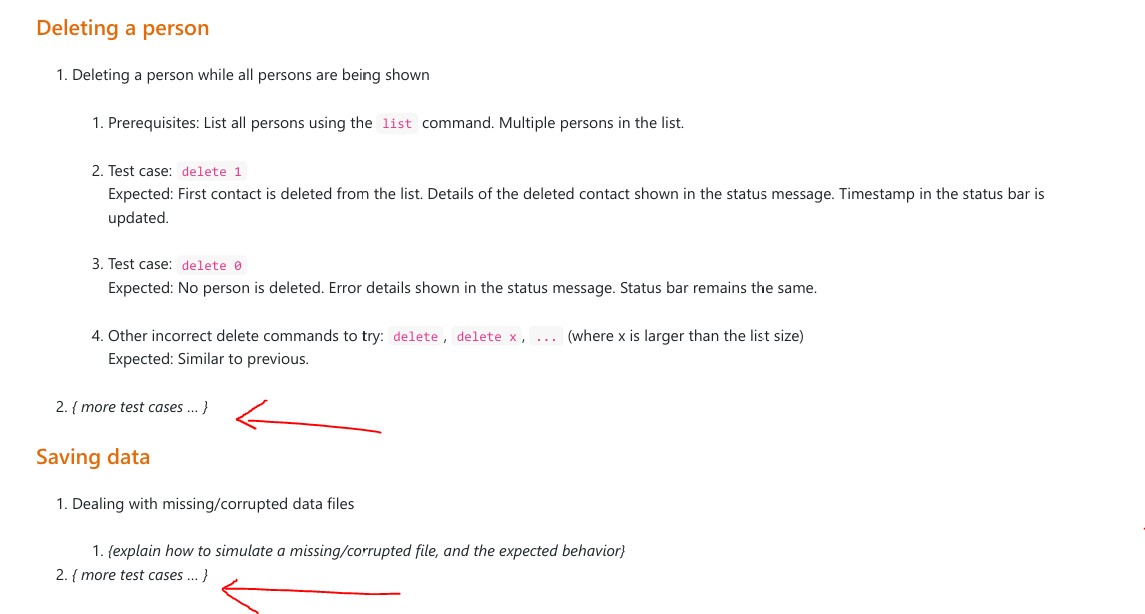 Deleting a person
1. Deleting a person while all persons are being shown
1. Prerequisites: List all persons using the list command. Multiple persons in the list.
2. Test case: delete 1
Expected: First contact is deleted from the list. Details of the deleted contact shown in the status message. Timestamp in the status bar is
updated.
3. Test case: delete 0
Expected: No person is deleted. Error details shown in the status message. Status bar remains the same.
4. Other incorrect delete commands to try: delete, delete x, ... (where x is larger than the list size)
Expected: Similar to previous.
2. { more test cases ... }
Saving data
1. Dealing with missing/corrupted data files
1. {explain how to simulate a missing/corrupted file, and the expected behavior}
2. { more test cases ... }